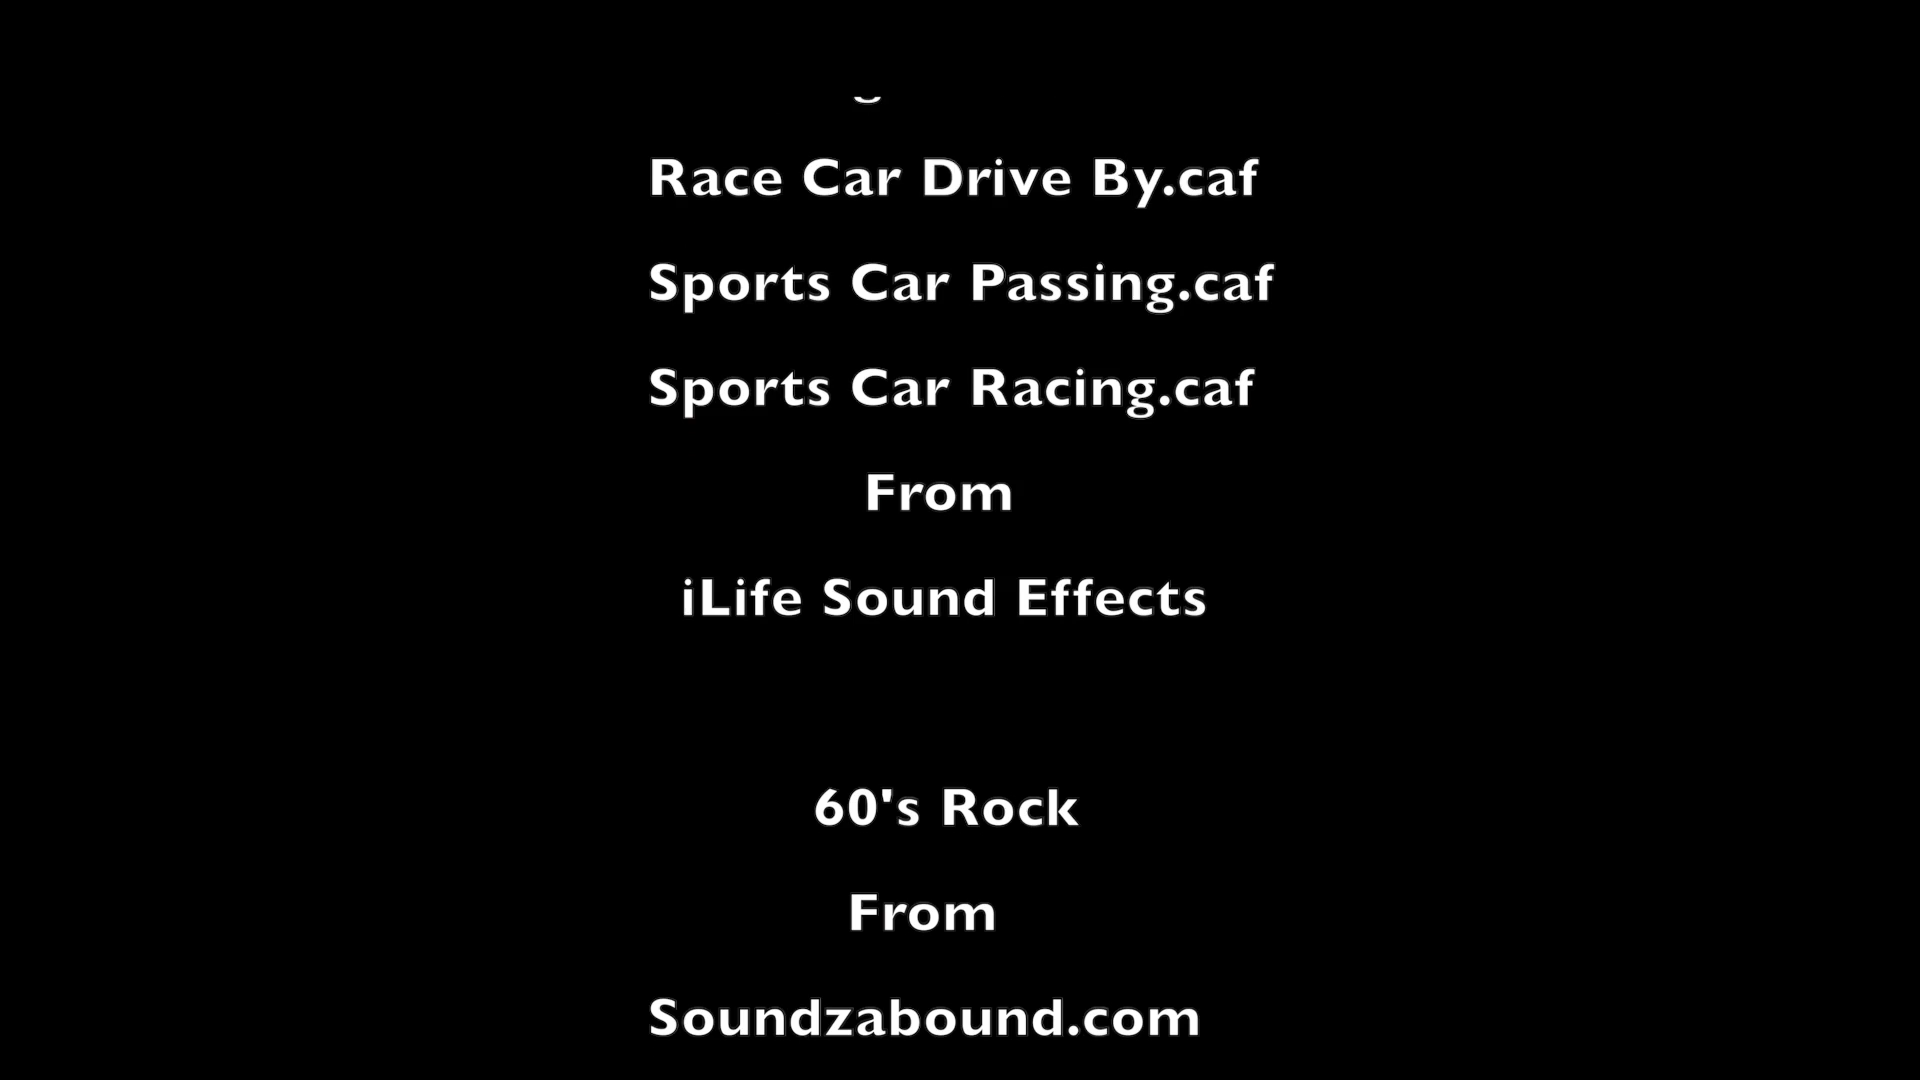 Race Car Drive By.caf
Sports Car Passing.caf
Sports Car Racing.caf
From
iLife Sound Effects
60's Rock
From
Soundzabound.com